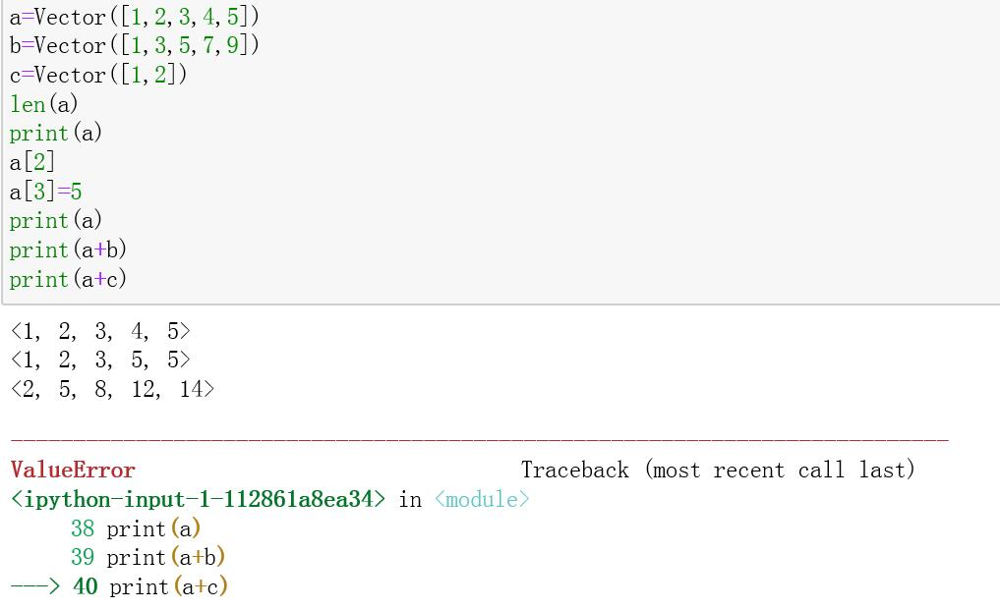 a=Vector([1,2,3,4,5])
b=Vector([1,3,5,7,9])
c=Vector([1,2])
len(a)
print(a)
a[2]
a[3]=5
print(a)
print(a+b)
print(a+c)
<1, 2, 3, 4, 5>
<1, 2, 3, 5, 5>
<2, 5, 8, 12, 14>
---------------------------------------------------------------------------
ValueError                                Traceback (most recent call last)
<ipython-input-1-112861a8ea34> in <module>
     38 print(a)
     39 print(a+b)
---> 40 print(a+c)